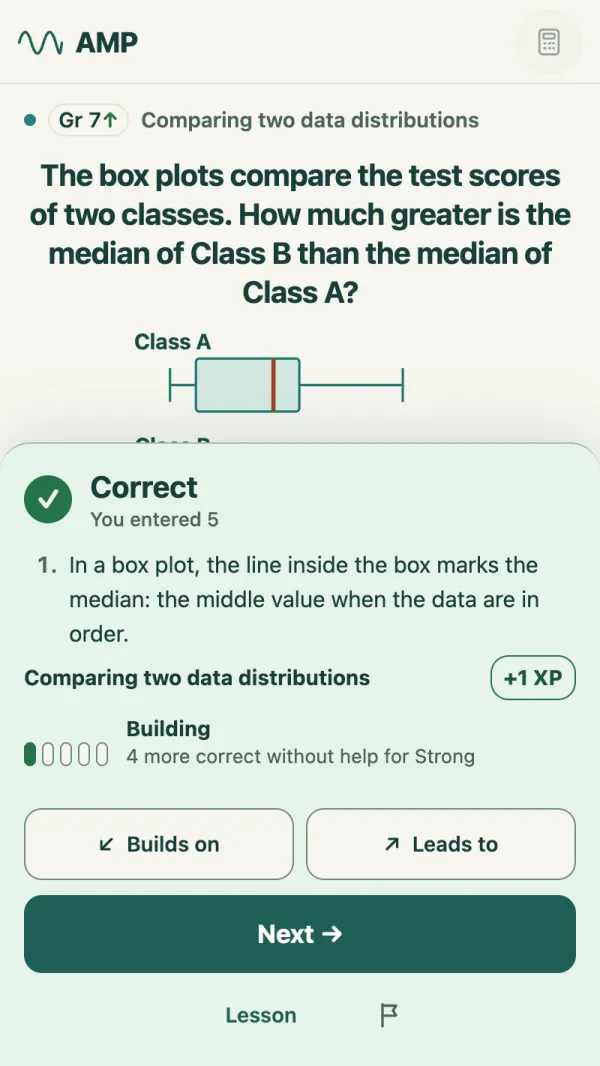 AMP
Gr 7↑ Comparing two data distributions
The box plots compare the test scores
of two classes. How much greater is the
median of Class B than the median of
Class A?
Class A
Correct
You entered 5
1. In a box plot, the line inside the box marks the
median: the middle value when the data are in
order.
Comparing two data distributions +1 XP
Building
4 more correct without help for Strong
↙ Builds on ↗ Leads to
Next →
Lesson